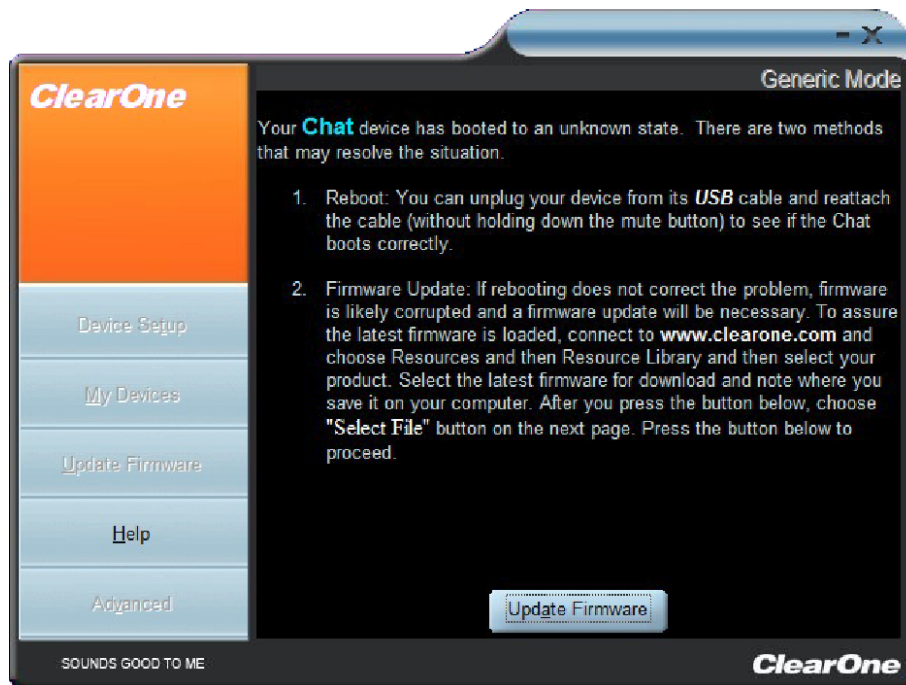 ClearOne
Generic Mode
Your Chat device has booted to an unknown state. There are two methods
that may resolve the situation.
1. Reboot: You can unplug your device from its USB cable and reattach
the cable (without holding down the mute button) to see if the Chat
boots correctly.
2. Firmware Update: If rebooting does not correct the problem, firmware
is likely corrupted and a firmware update will be necessary. To assure
the latest firmware is loaded, connect to www.clearone.com and
choose Resources and then Resource Library and then select your
product. Select the latest firmware for download and note where you
save it on your computer. After you press the button below, choose
"Select File" button on the next page. Press the button below to
proceed.
Device Setup
My Devices
Update Firmware
Help
Advanced
Update Firmware
SOUNDS GOOD TO ME
ClearOne